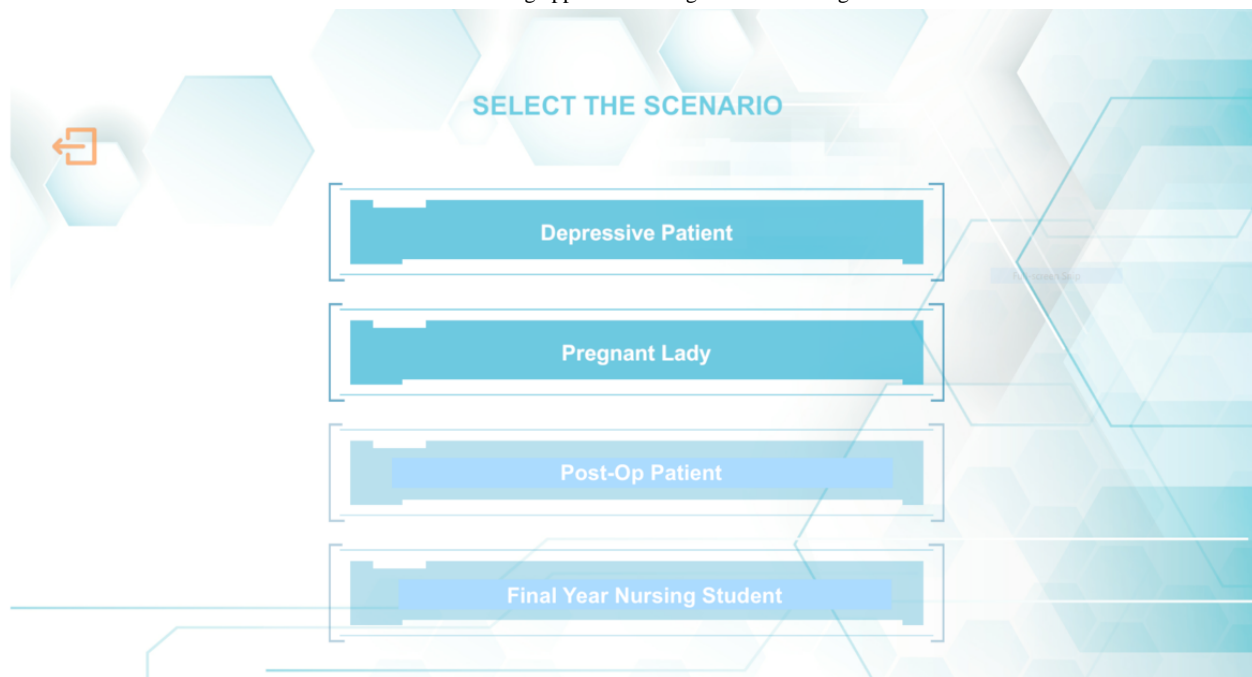 SELECT THE SCENARIO
Depressive Patient
Pregnant Lady
Post-Op Patient
Final Year Nursing Student